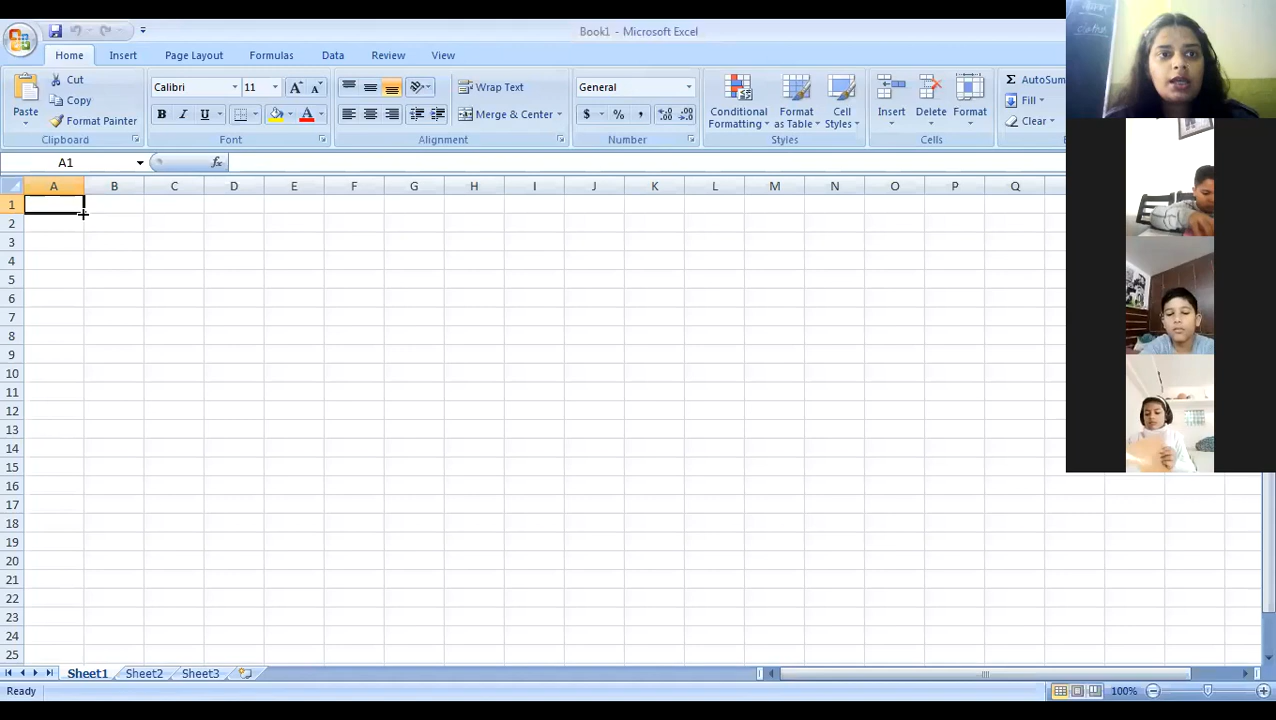 Book1 - Microsoft Excel
Home Insert Page Layout Formulas Data Review View
Cut
Copy
Format Painter
Paste
Calibri 11
B I U A
Wrap Text
Merge & Center
General
$ % ,
Conditional Formatting
Format as Table
Cell Styles
Insert
Delete
Format
Σ AutoSum
Fill
Clear
Clipboard Font Alignment Number Styles Cells
A1 fx
A B C D E F G H I J K L M N O P Q
1
2
3
4
5
6
7
8
9
10
11
12
13
14
15
16
17
18
19
20
21
22
23
24
25
Sheet1 Sheet2 Sheet3
Ready 100%